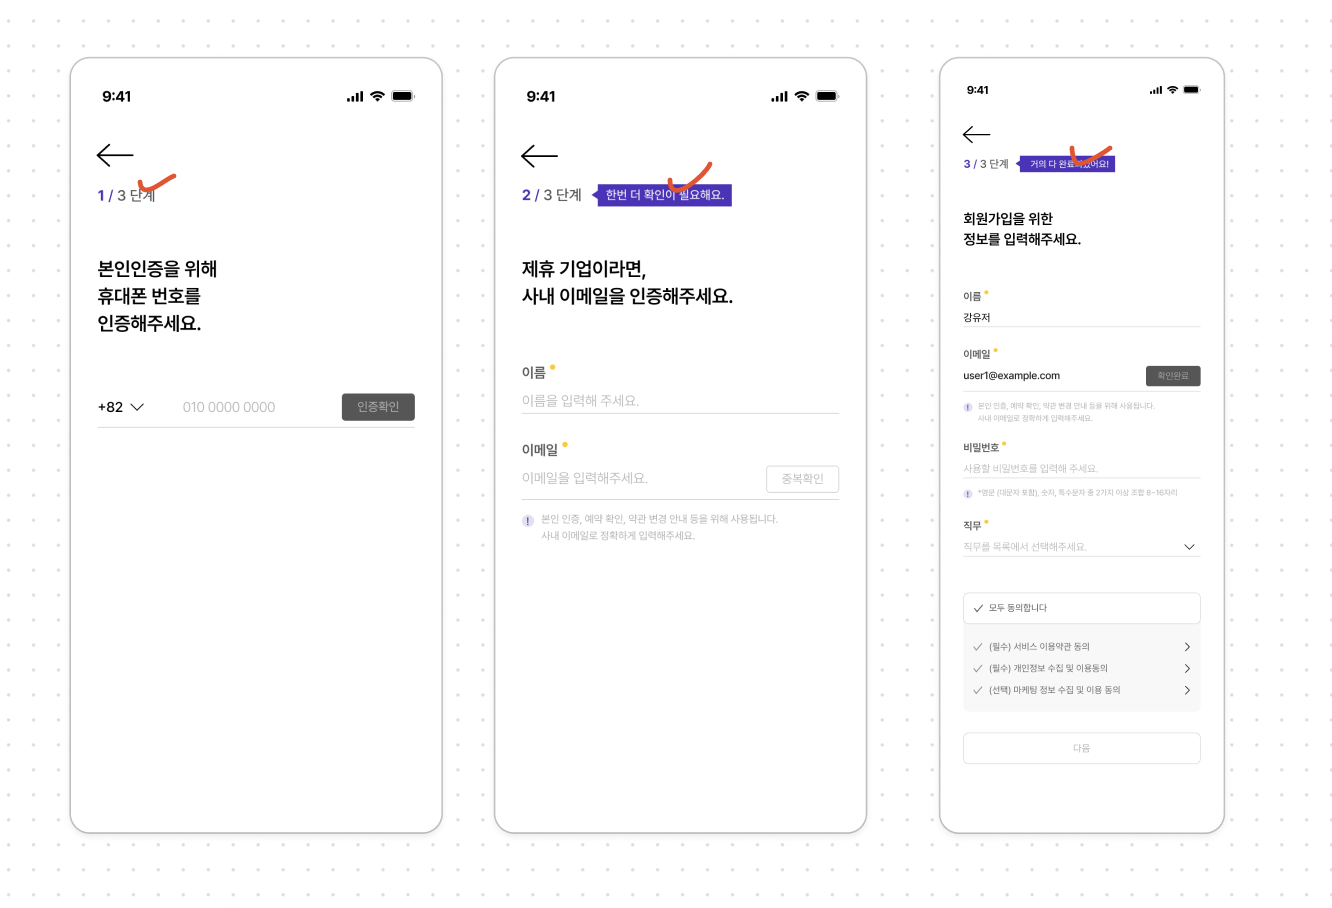 9:41
1 / 3 단계
본인인증을 위해
휴대폰 번호를
인증해주세요.
+82
010 0000 0000
인증확인
9:41
2 / 3 단계
한번 더 확인이 필요해요.
제휴 기업이라면,
사내 이메일을 인증해주세요.
이름
이름을 입력해 주세요.
이메일
이메일을 입력해주세요.
중복확인
! 본인 인증, 예약 확인, 약관 변경 안내 등을 위해 사용됩니다.
사내 이메일로 정확하게 입력해주세요.
9:41
3 / 3 단계
거의 다 완료되었어요!
회원가입을 위한
정보를 입력해주세요.
이름
강유저
이메일
user1@example.com
확인완료
! 본인 인증, 예약 확인, 약관 변경 안내 등을 위해 사용됩니다.
사내 이메일로 정확하게 입력해주세요.
비밀번호
사용할 비밀번호를 입력해 주세요.
! *영문 (대문자 포함), 숫자, 특수문자 중 2가지 이상 조합 8~16자리
직무
직무를 목록에서 선택해주세요.
모두 동의합니다
(필수) 서비스 이용약관 동의
(필수) 개인정보 수집 및 이용동의
(선택) 마케팅 정보 수집 및 이용 동의
다음